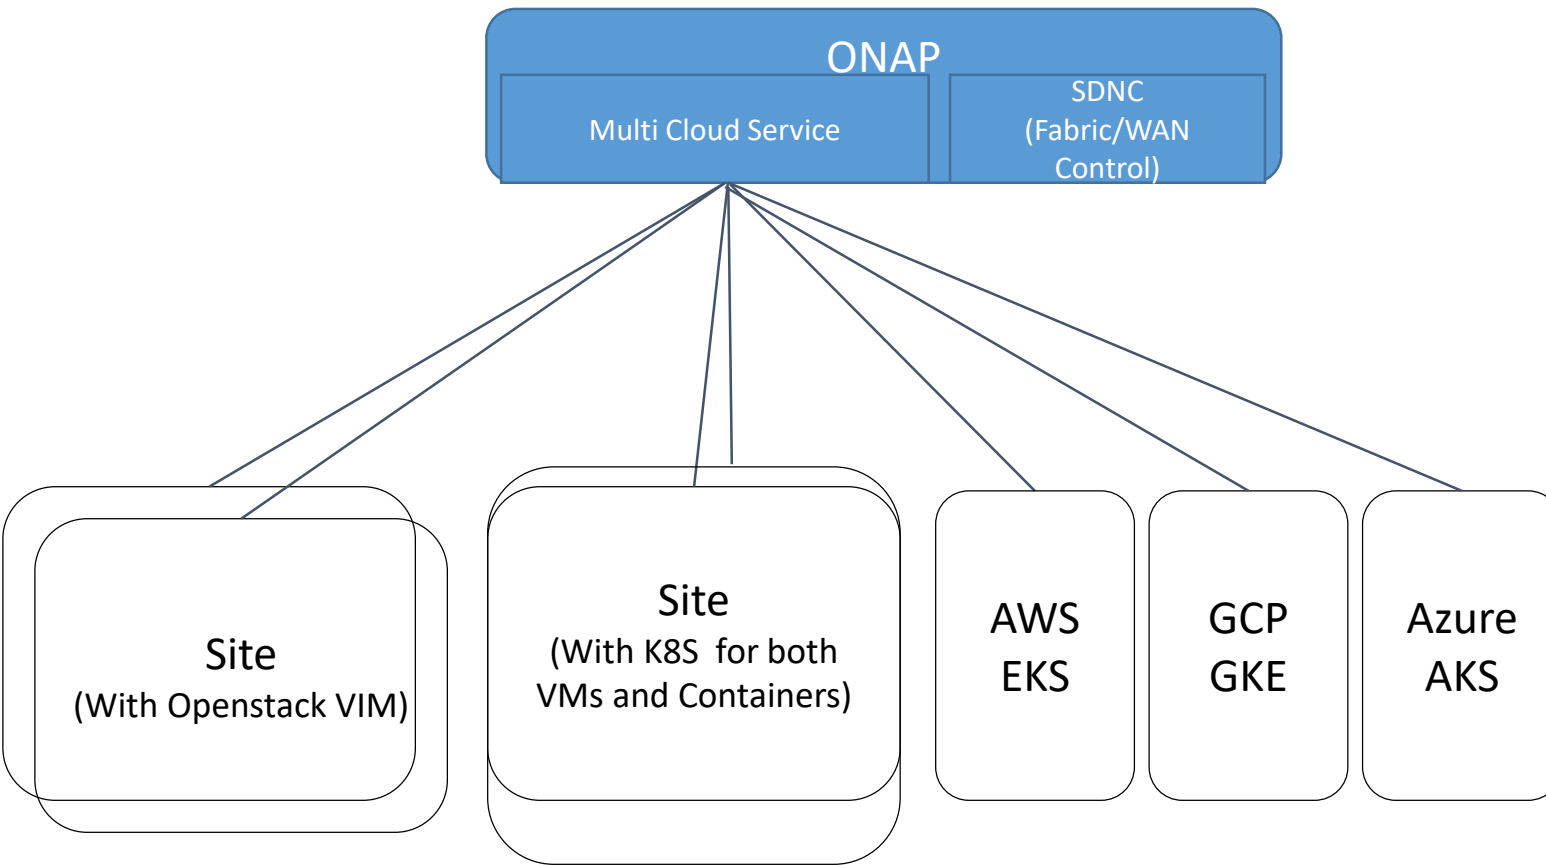 ONAP
Multi Cloud Service
SDNC
(Fabric/WAN
Control)
Site
(With Openstack VIM)
Site
(With K8S  for both
VMs and Containers)
AWS
EKS
GCP
GKE
Azure
AKS